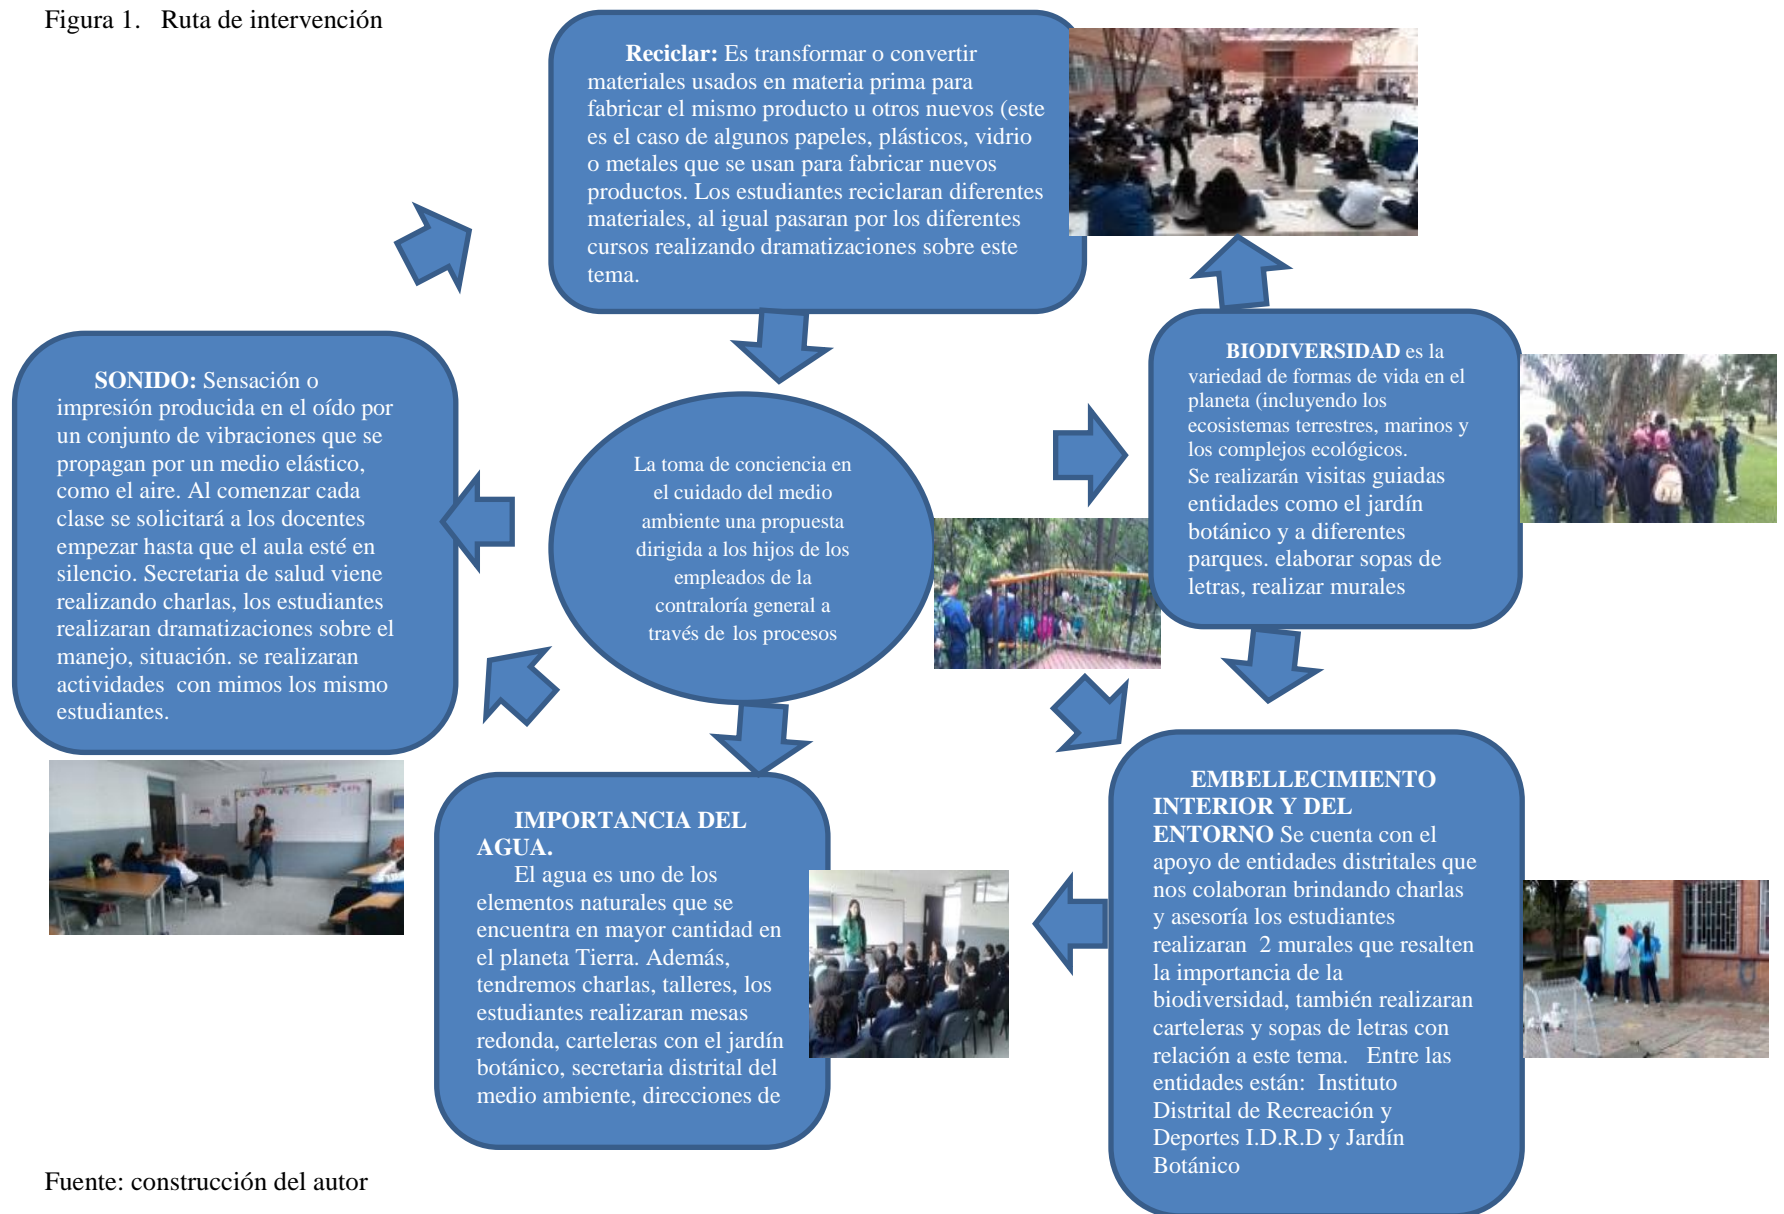 Figura 1. Ruta de intervención
Reciclar: Es transformar o convertir
materiales usados en materia prima para
fabricar el mismo producto u otros nuevos (este
es el caso de algunos papeles, plásticos, vidrio
o metales que se usan para fabricar nuevos
productos. Los estudiantes reciclaran diferentes
materiales, al igual pasaran por los diferentes
cursos realizando dramatizaciones sobre este
tema.
SONIDO: Sensación o
impresión producida en el oído por
un conjunto de vibraciones que se
propagan por un medio elástico,
como el aire. Al comenzar cada
clase se solicitará a los docentes
empezar hasta que el aula esté en
silencio. Secretaria de salud viene
realizando charlas, los estudiantes
realizaran dramatizaciones sobre el
manejo, situación. se realizaran
actividades con mimos los mismo
estudiantes.
La toma de conciencia en
el cuidado del medio
ambiente una propuesta
dirigida a los hijos de los
empleados de la
contraloría general a
través de los procesos
BIODIVERSIDAD es la
variedad de formas de vida en el
planeta (incluyendo los
ecosistemas terrestres, marinos y
los complejos ecológicos.
Se realizarán visitas guiadas
entidades como el jardín
botánico y a diferentes
parques. elaborar sopas de
letras, realizar murales
IMPORTANCIA DEL
AGUA.
El agua es uno de los
elementos naturales que se
encuentra en mayor cantidad en
el planeta Tierra. Además,
tendremos charlas, talleres, los
estudiantes realizaran mesas
redonda, carteleras con el jardín
botánico, secretaria distrital del
medio ambiente, direcciones de
EMBELLECIMIENTO
INTERIOR Y DEL
ENTORNO Se cuenta con el
apoyo de entidades distritales que
nos colaboran brindando charlas
y asesoría los estudiantes
realizaran 2 murales que resalten
la importancia de la
biodiversidad, también realizaran
carteleras y sopas de letras con
relación a este tema. Entre las
entidades están: Instituto
Distrital de Recreación y
Deportes I.D.R.D y Jardín
Botánico
Fuente: construcción del autor